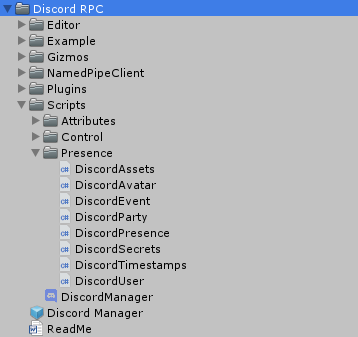 Discord RPC
Editor
Example
Gizmos
NamedPipeClient
Plugins
Scripts
Attributes
Control
Presence
DiscordAssets
DiscordAvatar
DiscordEvent
DiscordParty
DiscordPresence
DiscordSecrets
DiscordTimestamps
DiscordUser
DiscordManager
Discord Manager
ReadMe